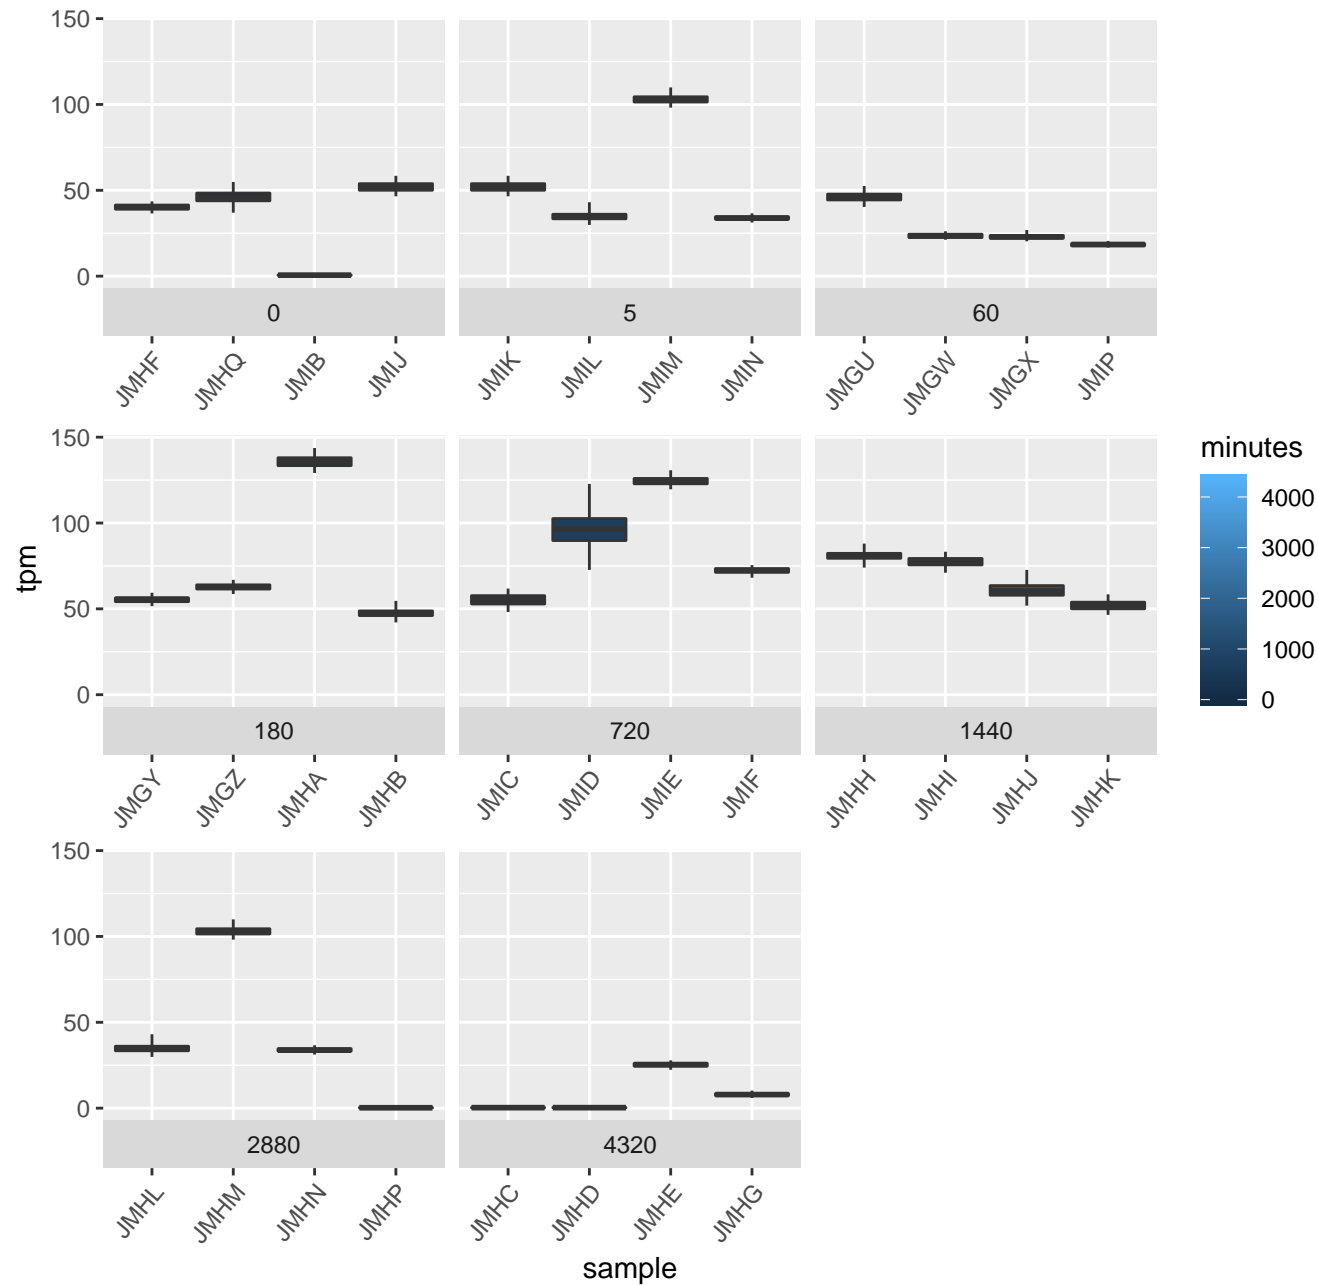 150
100
50
0
0
5
60
JMHF
JMHQ
JMIB
JMIJ
JMIK
JMIL
JMIM
JMIN
JMGU
JMGW
JMGX
JMIP
tpm
150
100
50
0
180
720
1440
JMGY
JMGZ
JMHA
JMHB
JMIC
JMID
JMIE
JMIF
JMHH
JMHI
JMHJ
JMHK
minutes
4000
3000
2000
1000
0
150
100
50
0
2880
4320
JMHL
JMHM
JMHN
JMHP
JMHC
JMHD
JMHE
JMHG
sample